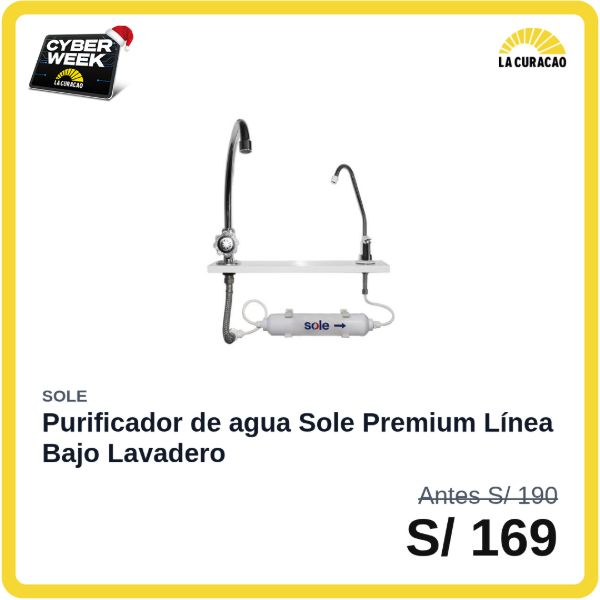 CYBER
WEEK
LA CURACAO
LA CURACAO
sole
SOLE
Purificador de agua Sole Premium Línea
Bajo Lavadero
Antes S/ 190
S/ 169